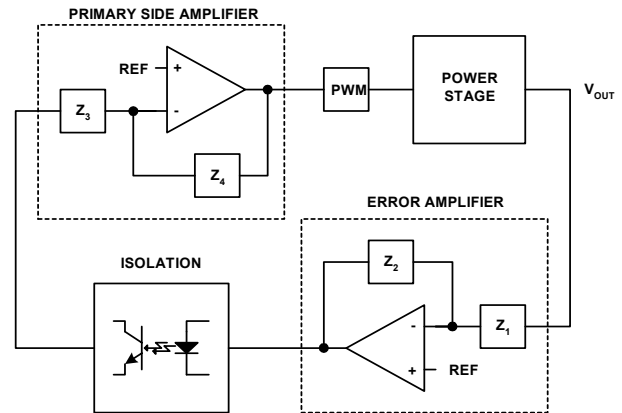 PRIMARY SIDE AMPLIFIER
REF
+
-
Z3
Z4
PWM
POWER
STAGE
VOUT
ERROR AMPLIFIER
Z2
Z1
-
+
REF
ISOLATION